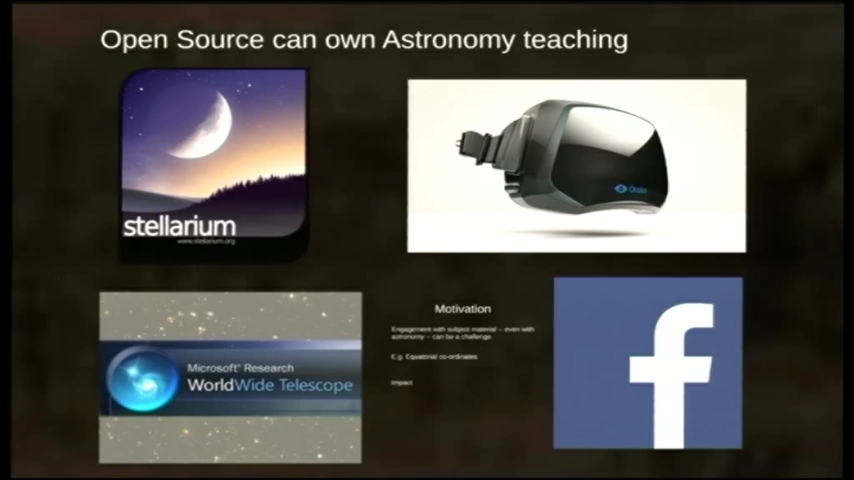 Open Source can own Astronomy teaching
stellarium
www.stellarium.org
Oculus
Microsoft® Research
WorldWide Telescope
Motivation
Engagement with subject material – even with
astronomy – can be a challenge.
E.g. Equatorial co-ordinates
Impact
f